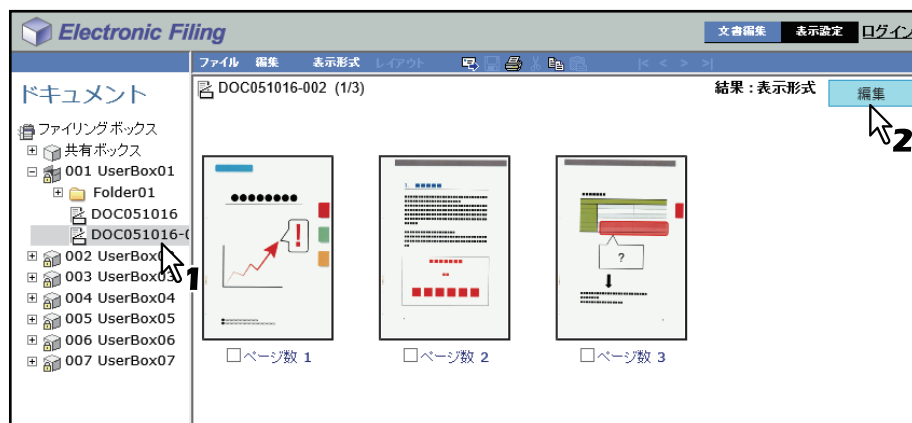 Electronic Filing
文書編集 表示設定 ログイン
ファイル 編集 表示形式 レイアウト |< < > >|
ドキュメント
DOC051016-002 (1/3)
結果 : 表示形式 編集
2
ファイリングボックス
共有ボックス
001 UserBox01
Folder01
DOC051016
DOC051016-0
1
002 UserBox
003 UserBox03
004 UserBox04
005 UserBox05
006 UserBox06
007 UserBox07
!
1.
?
ページ数 1
ページ数 2
ページ数 3